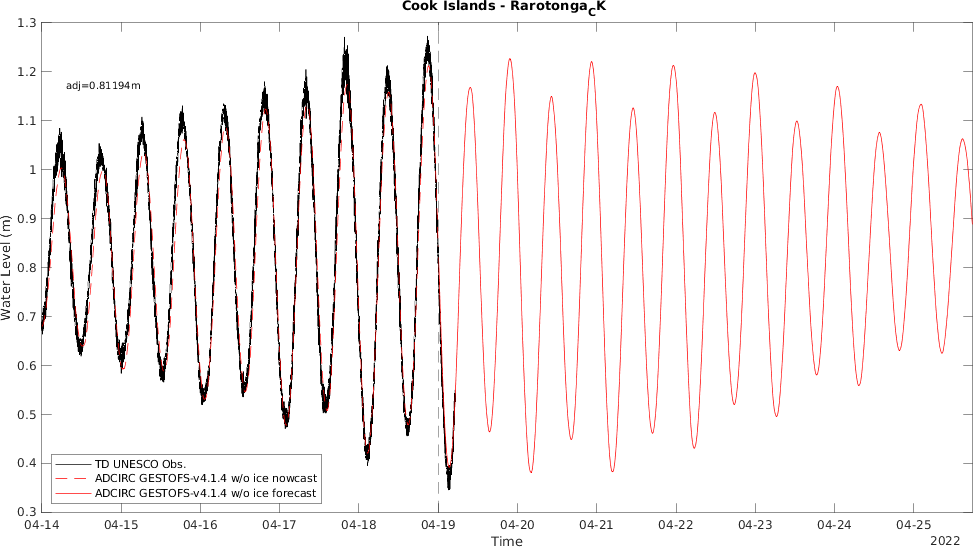 Cook Islands - RarotongaCK
1.3
1.2
adj=0.81194m
1.1
1
0.9
0.8
0.7
0.6
0.5
0.4
0.3
Water Level (m)
TD UNESCO Obs.
ADCIRC GESTOFS-v4.1.4 w/o ice nowcast
ADCIRC GESTOFS-v4.1.4 w/o ice forecast
04-14 04-15 04-16 04-17 04-18 04-19 04-20 04-21 04-22 04-23 04-24 04-25
Time
2022